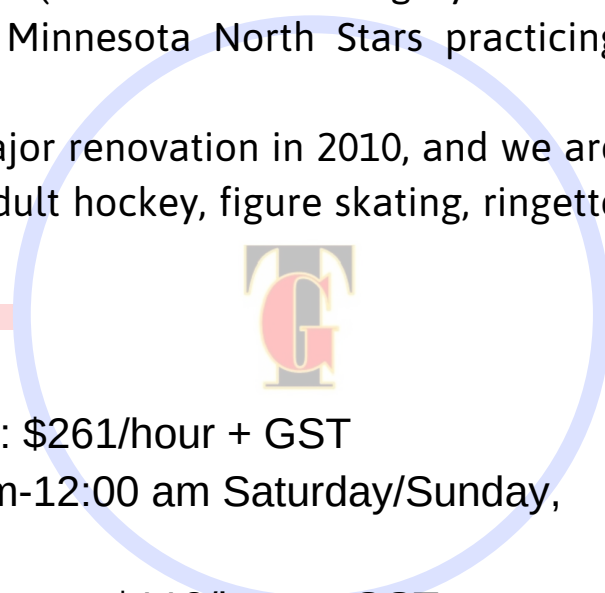 Minnesota North Stars practicing
ajor renovation in 2010, and we are
dult hockey, figure skating, ringette
TG
: $261/hour + GST
m-12:00 am Saturday/Sunday,